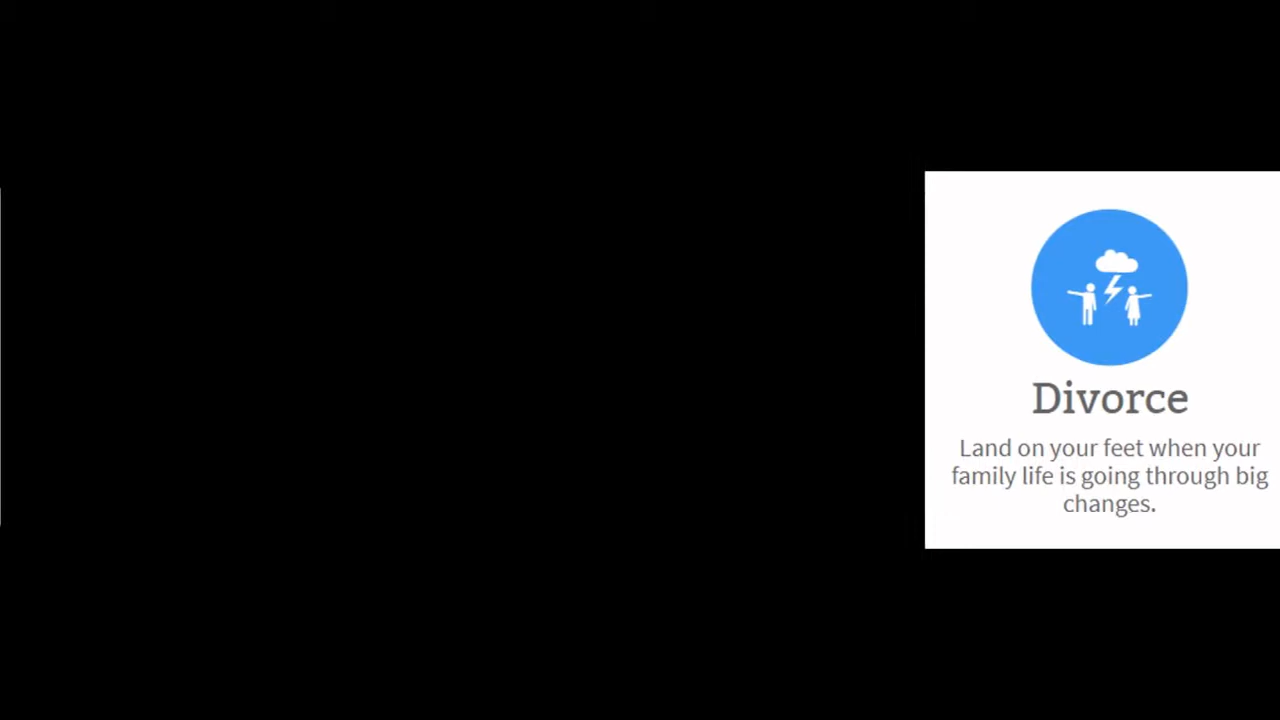 Divorce
Land on your feet when your
family life is going through big
changes.